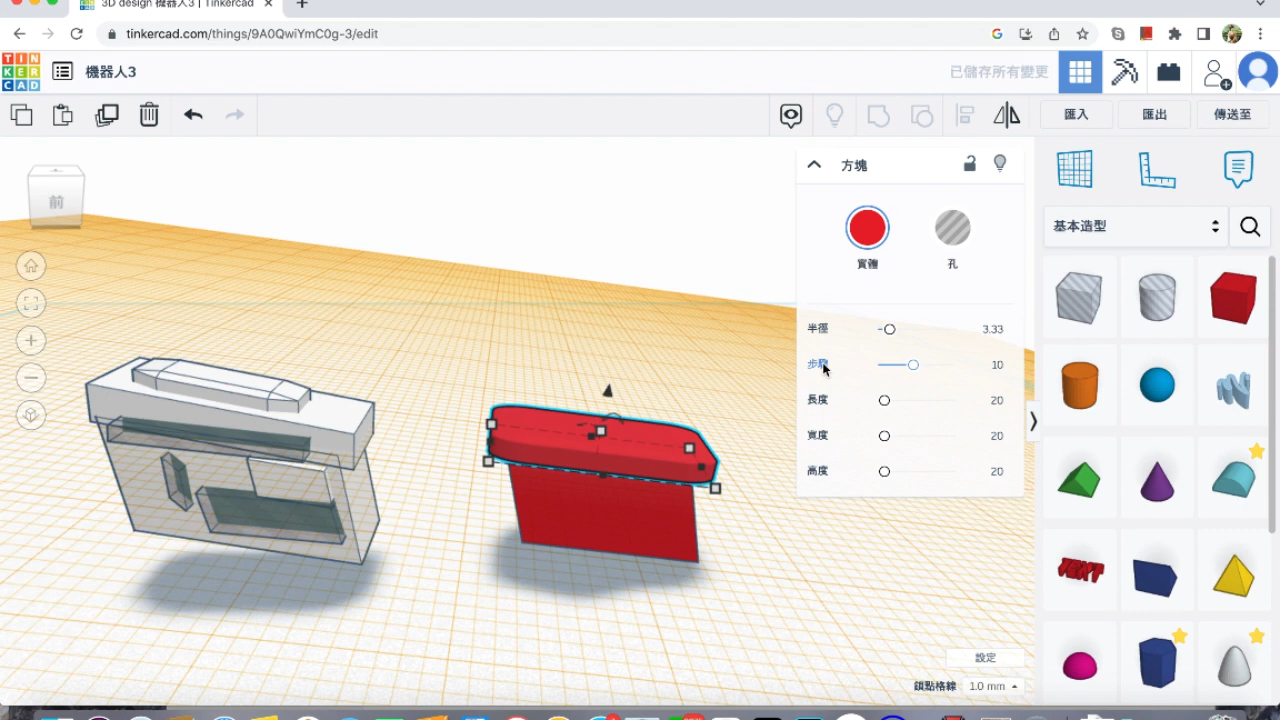 3D design 機器人3 | Tinkercad
tinkercad.com/things/9A0QwiYmC0g-3/edit
TIN
KER
CAD
機器人3
已儲存所有變更
匯入
匯出
傳送至
前
方塊
實體
孔
半徑 3.33
步驟 10
長度 20
寬度 20
高度 20
基本造型
TEXT
設定
鎖點格線 1.0 mm